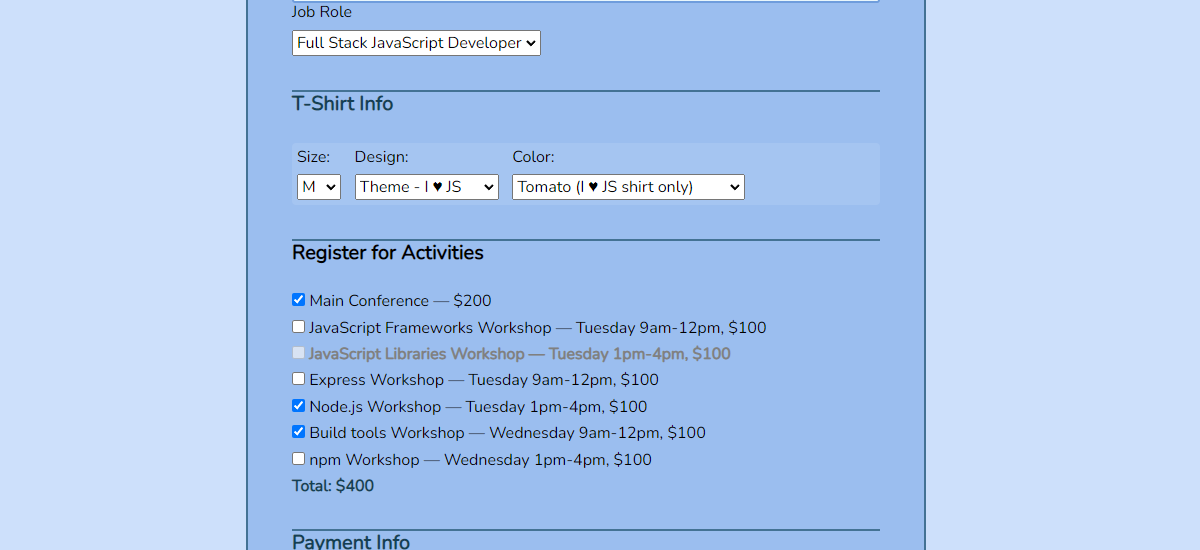 Job Role
Full Stack JavaScript Developer
T-Shirt Info
Size: Design: Color:
M Theme - I ♥ JS Tomato (I ♥ JS shirt only)
Register for Activities
Main Conference — $200
JavaScript Frameworks Workshop — Tuesday 9am-12pm, $100
JavaScript Libraries Workshop — Tuesday 1pm-4pm, $100
Express Workshop — Tuesday 9am-12pm, $100
Node.js Workshop — Tuesday 1pm-4pm, $100
Build tools Workshop — Wednesday 9am-12pm, $100
npm Workshop — Wednesday 1pm-4pm, $100
Total: $400
Payment Info